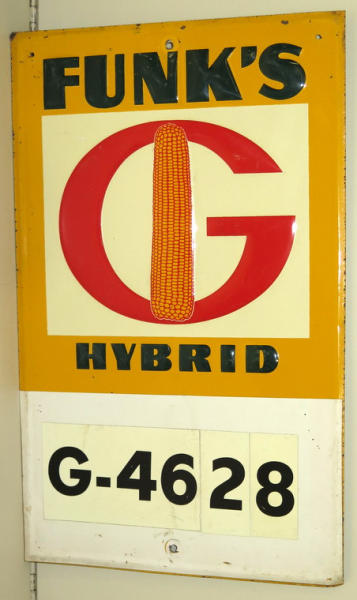 FUNK'S
G
HYBRID
G-4628